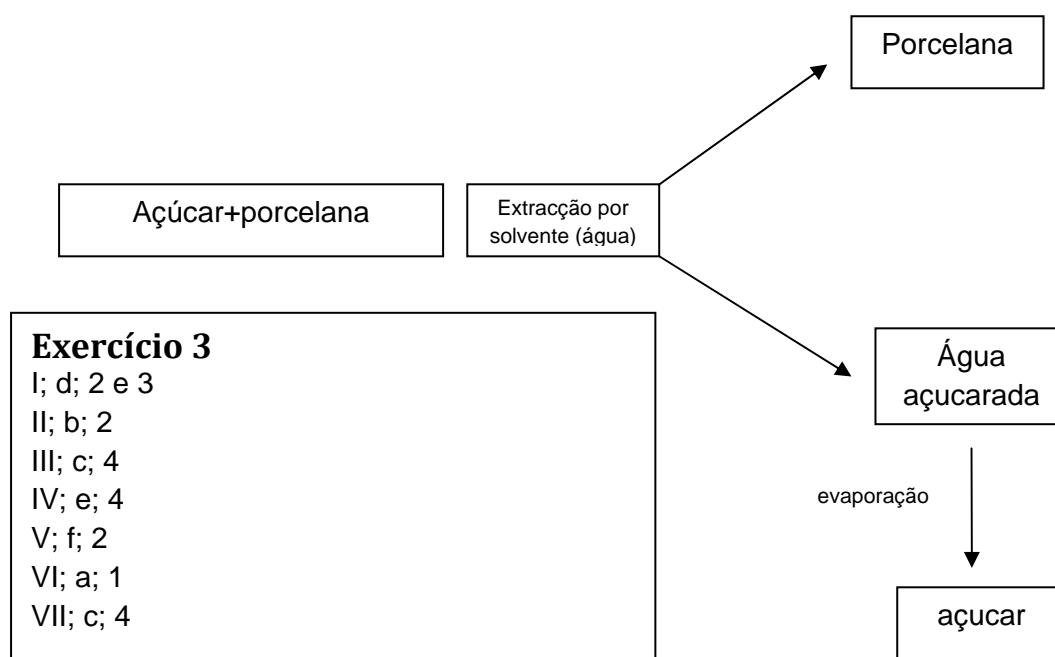 Porcelana
Açúcar+porcelana
Extracção por
solvente (água)
Exercício 3
I; d; 2 e 3
II; b; 2
III; c; 4
IV; e; 4
V; f; 2
VI; a; 1
VII; c; 4
Água
açucarada
evaporação
açucar